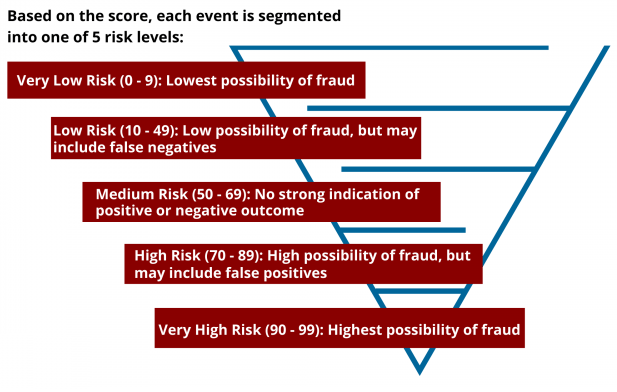 Based on the score, each event is segmented
into one of 5 risk levels:
Very Low Risk (0 - 9): Lowest possibility of fraud
Low Risk (10 - 49): Low possibility of fraud, but may
include false negatives
Medium Risk (50 - 69): No strong indication of
positive or negative outcome
High Risk (70 - 89): High possibility of fraud, but
may include false positives
Very High Risk (90 - 99): Highest possibility of fraud